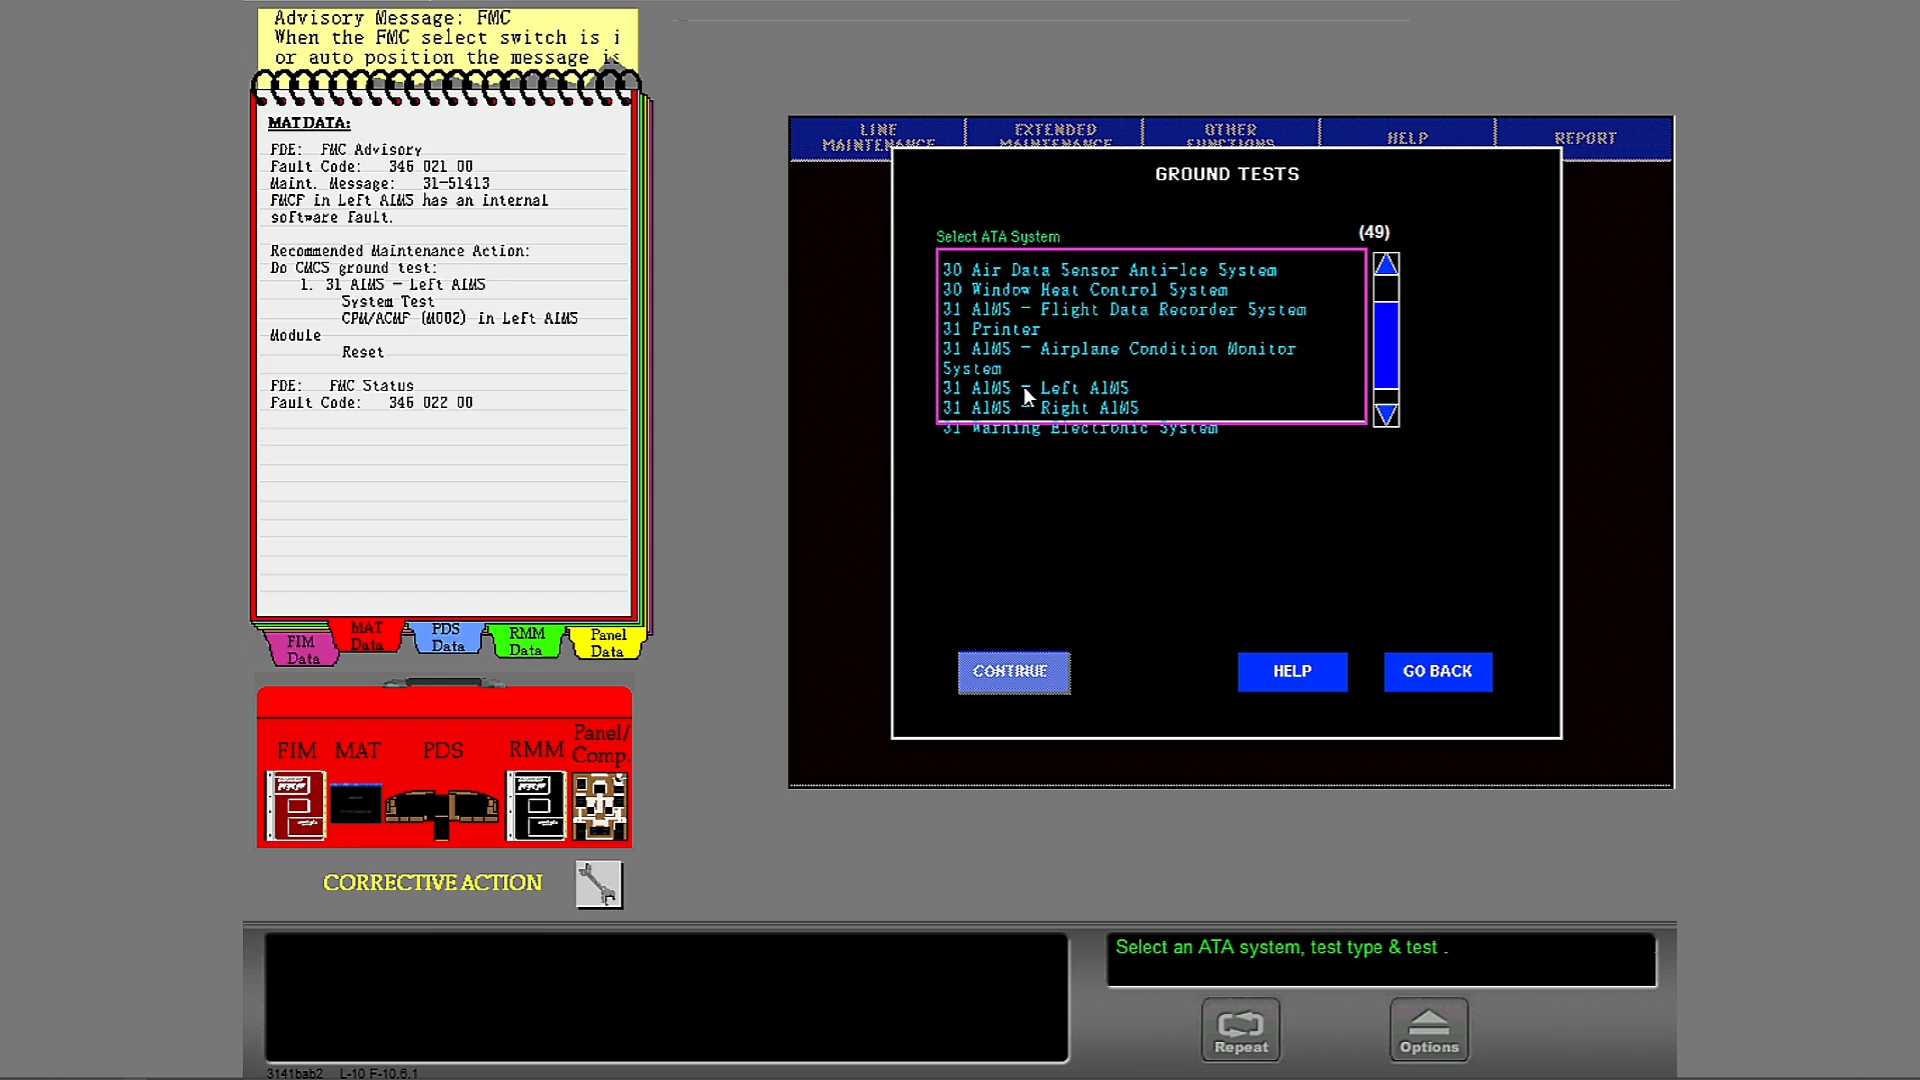 Advisory Message: FMC
When the FMC select switch is i
or auto position the message is
MAT DATA:
FDE: FMC Advisory
Fault Code: 346 021 00
Maint. Message: 31-51413
FMCF in Left AIMS has an internal
software fault.
Recommended Maintenance Action:
Do CMCS ground test:
1. 31 AIMS - Left AIMS
System Test
CPM/ACMF (M002) in Left AIMS
Module
Reset
FDE: FMC Status
Fault Code: 346 022 00
FIM Data
MAT Data
PDS Data
RMM Data
Panel Data
FIM MAT PDS RMM Panel/ Comp.
CORRECTIVE ACTION
LINE MAINTENANCE
EXTENDED MAINTENANCE
OTHER FUNCTIONS
HELP
REPORT
GROUND TESTS
Select ATA System (49)
30 Air Data Sensor Anti-Ice System
30 Window Heat Control System
31 AIMS - Flight Data Recorder System
31 Printer
31 AIMS - Airplane Condition Monitor
System
31 AIMS - Left AIMS
31 AIMS - Right AIMS
31 Warning Electronic System
CONTINUE HELP GO BACK
Select an ATA system, test type & test .
Repeat Options
3141bab2 L-10 F-10.6.1